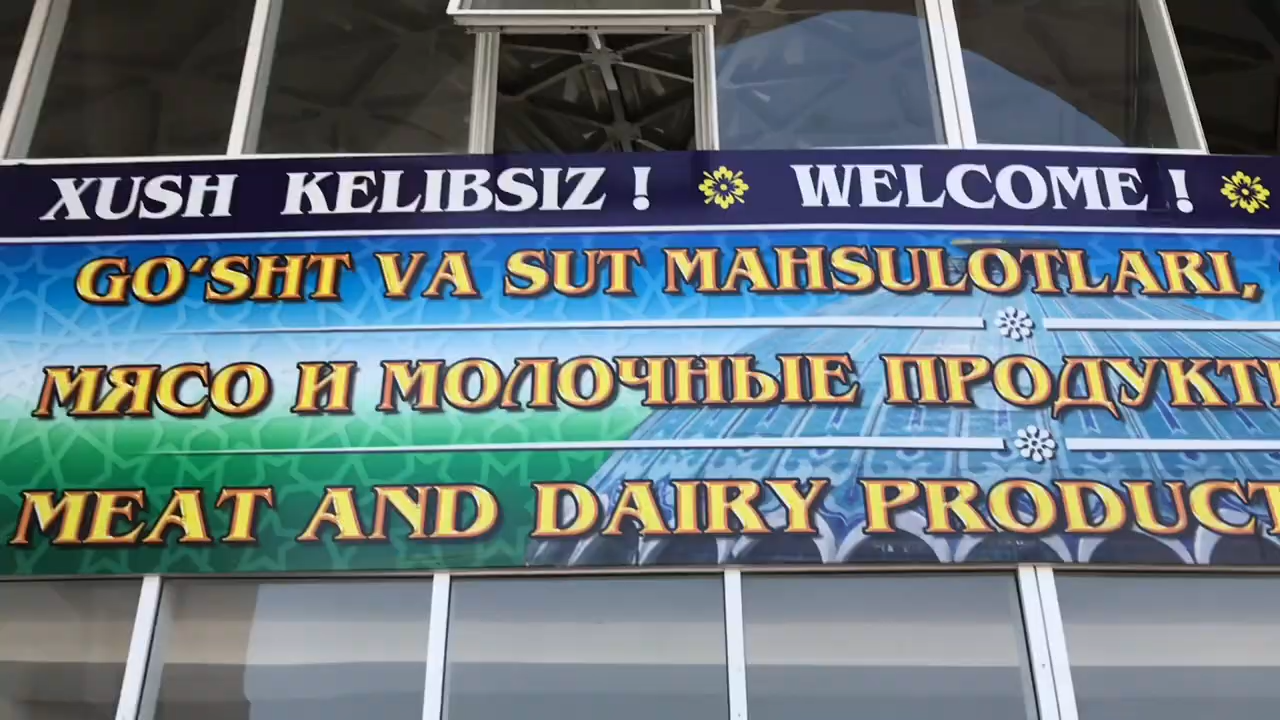 XUSH KELIBSIZ ! WELCOME !
GO‘SHT VA SUT MAHSULOTLARI,
МЯСО И МОЛОЧНЫЕ
MEAT AND DAIRY